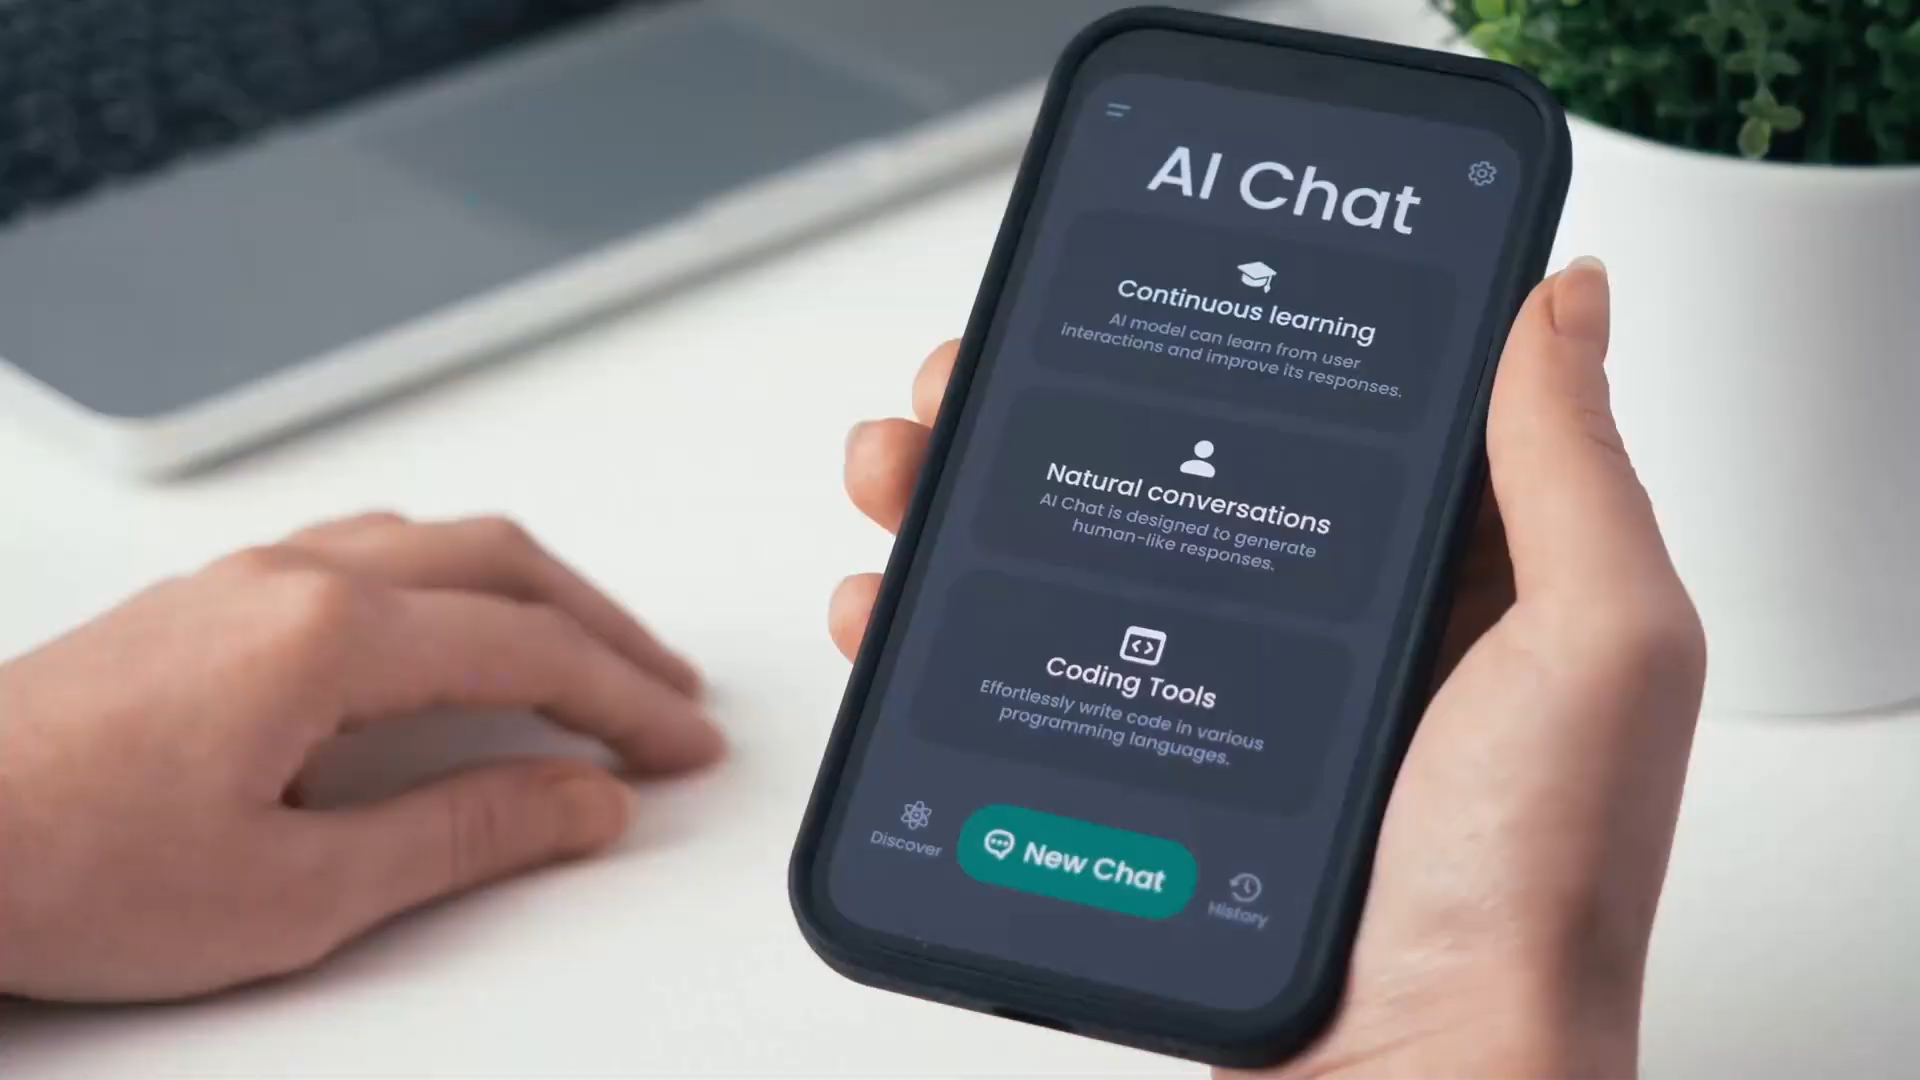 AI Chat
Continuous learning
AI model can learn from user
interactions and improve its responses.
Natural conversations
AI Chat is designed to generate
human-like responses.
Coding Tools
Effortlessly write code in various
programming languages.
Discover
New Chat
History